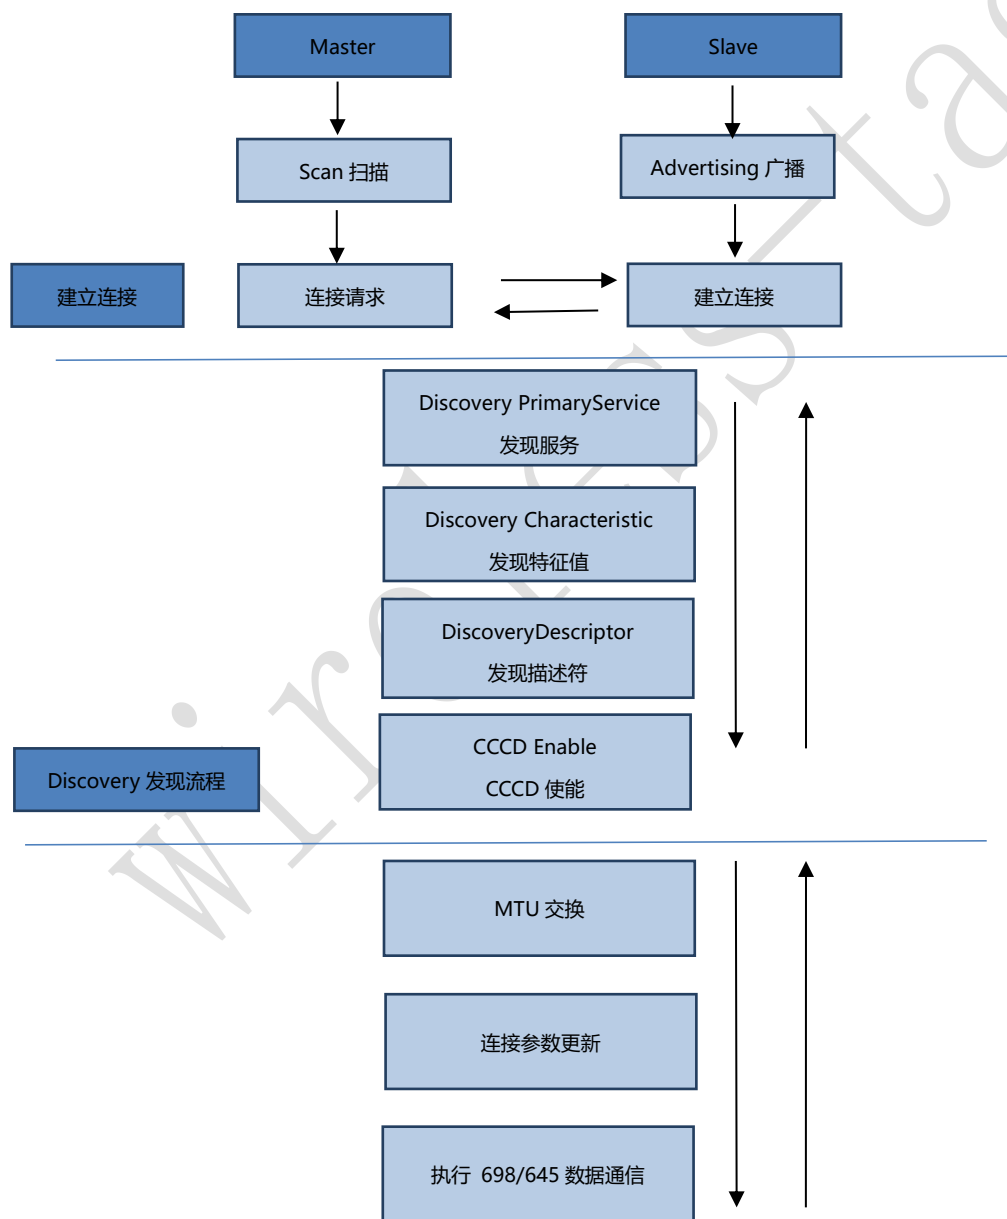 Master
Slave
Scan 扫描
Advertising 广播
建立连接
连接请求
建立连接
Discovery PrimaryService
发现服务
Discovery Characteristic
发现特征值
DiscoveryDescriptor
发现描述符
CCCD Enable
CCCD 使能
Discovery 发现流程
MTU 交换
连接参数更新
执行 698/645 数据通信
wireless-tag